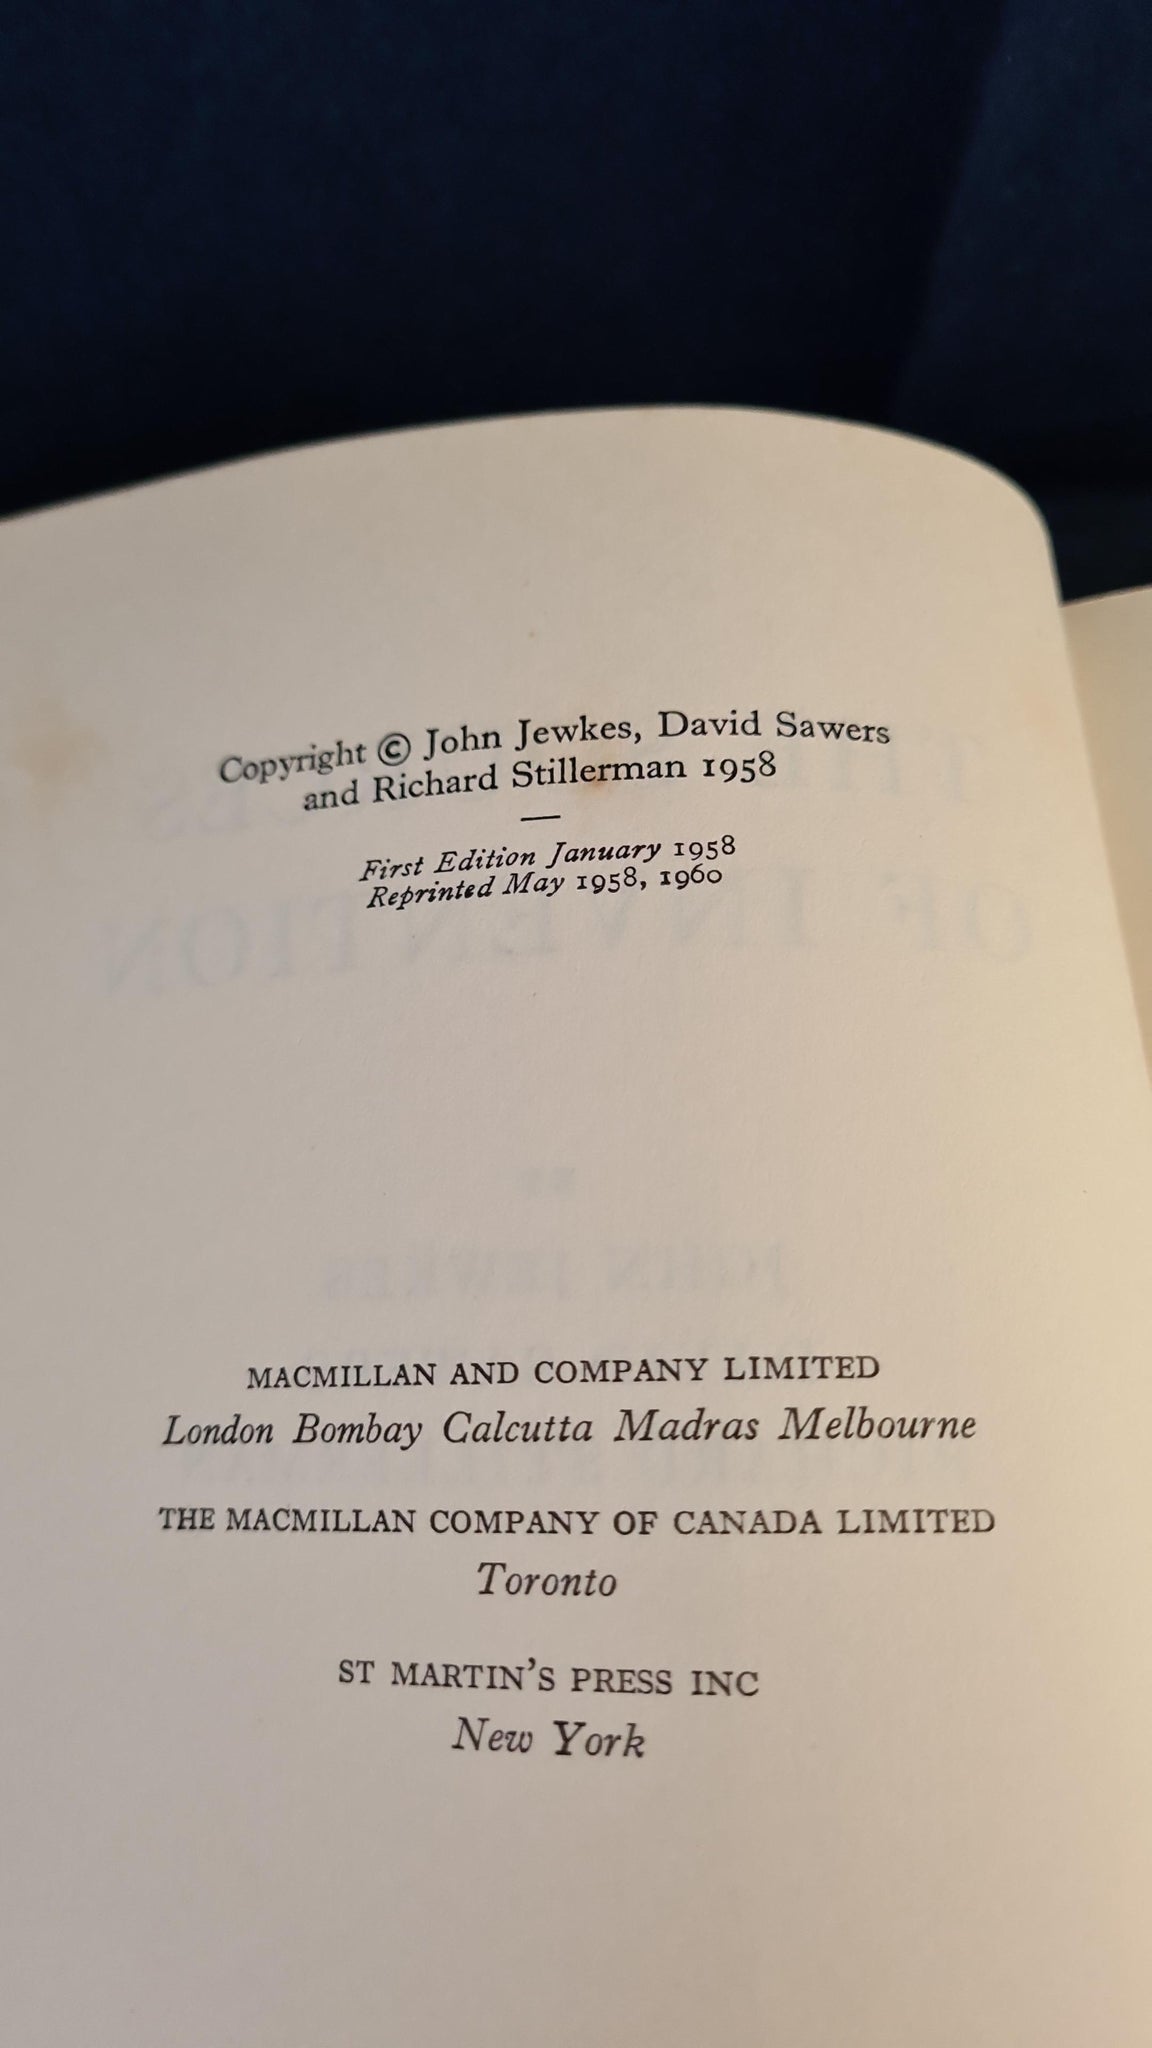 Copyright © John Jewkes, David Sawers
and Richard Stillerman 1958
First Edition January 1958
Reprinted May 1958, 1960
MACMILLAN AND COMPANY LIMITED
London Bombay Calcutta Madras Melbourne
THE MACMILLAN COMPANY OF CANADA LIMITED
Toronto
ST MARTIN'S PRESS INC
New York